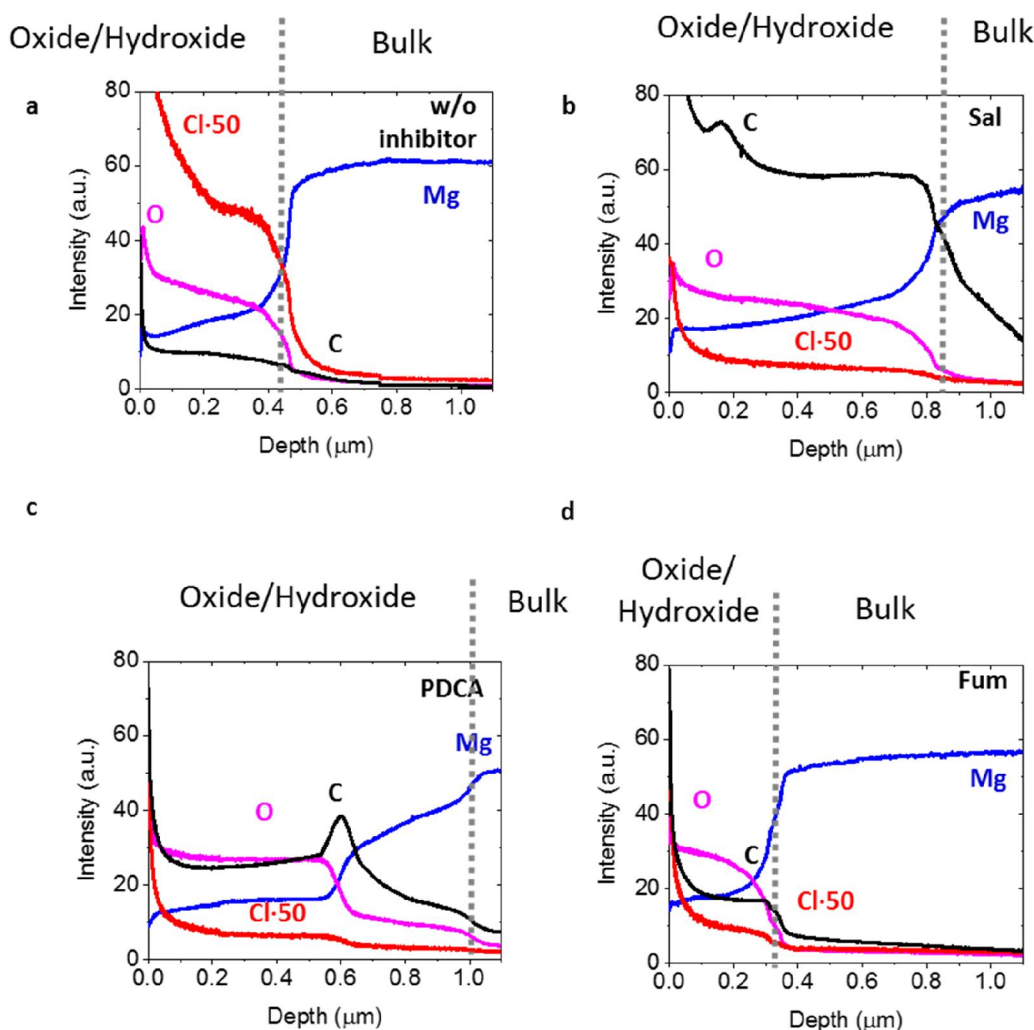 Oxide/Hydroxide Bulk
a
80
60
40
20
0
0.0 0.2 0.4 0.6 0.8 1.0
Intensity (a.u.)
Depth (μm)
w/o
inhibitor
Cl·50
Mg
O
C
Oxide/Hydroxide Bulk
b
80
60
40
20
0
0.0 0.2 0.4 0.6 0.8 1.0
Intensity (a.u.)
Depth (μm)
Sal
C
Mg
O
Cl·50
c
Oxide/Hydroxide Bulk
80
60
40
20
0
0.0 0.2 0.4 0.6 0.8 1.0
Intensity (a.u.)
Depth (μm)
PDCA
Mg
C
O
Cl·50
d
Oxide/
Hydroxide Bulk
80
60
40
20
0
0.0 0.2 0.4 0.6 0.8 1.0
Intensity (a.u.)
Depth (μm)
Fum
Mg
O
C
Cl·50